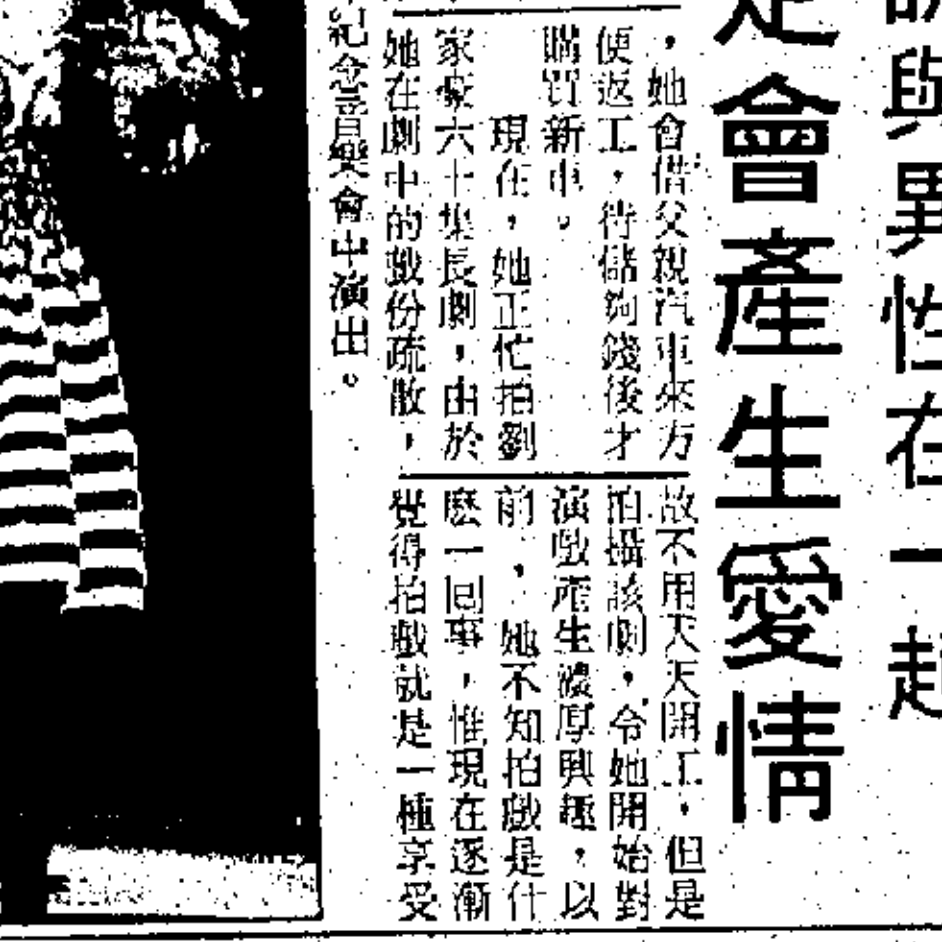 與異性在一起
定會產生愛情
，她會借父親汽車來方
便返工，待儲夠錢後才
購買新車。
現在，她正忙拍劉
家豪六十集長劇，由於
她在劇中的戲份疏散，
故不用天天開工，但是
拍攝該劇，令她開始對
演戲產生濃厚興趣，以
前，她不知拍戲是什
麽一回事，惟現在逐漸
覺得拍戲就是一種享受
紀念音樂會中演出。